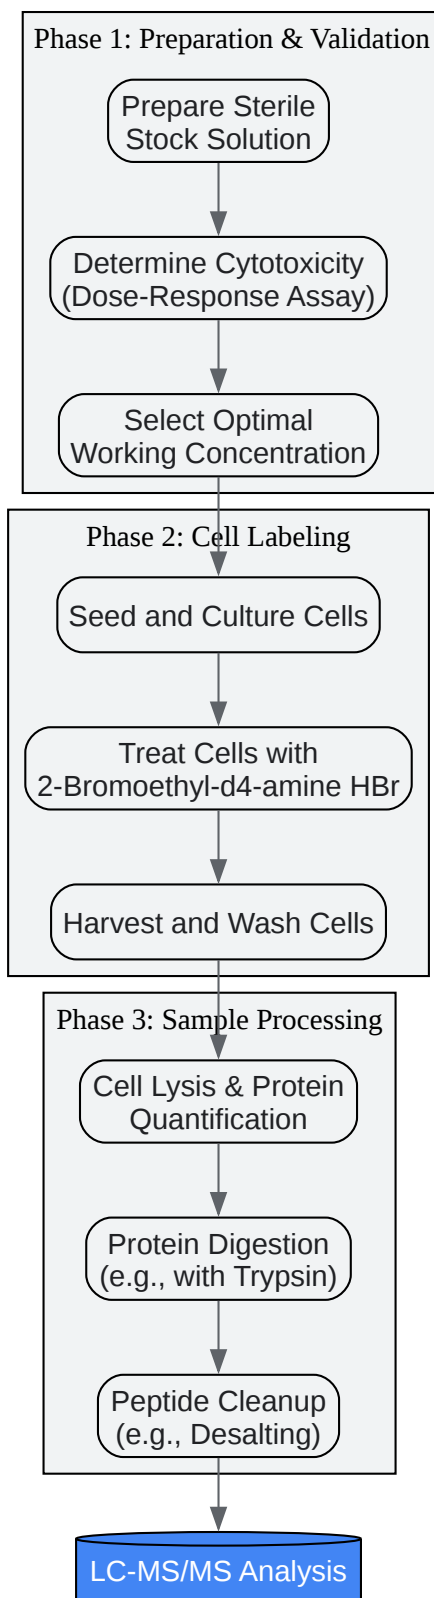 Phase 1: Preparation & Validation
Prepare Sterile
Stock Solution
Determine Cytotoxicity
(Dose-Response Assay)
Select Optimal
Working Concentration
Phase 2: Cell Labeling
Seed and Culture Cells
Treat Cells with
2-Bromoethyl-d4-amine HBr
Harvest and Wash Cells
Phase 3: Sample Processing
Cell Lysis & Protein
Quantification
Protein Digestion
(e.g., with Trypsin)
Peptide Cleanup
(e.g., Desalting)
LC-MS/MS Analysis